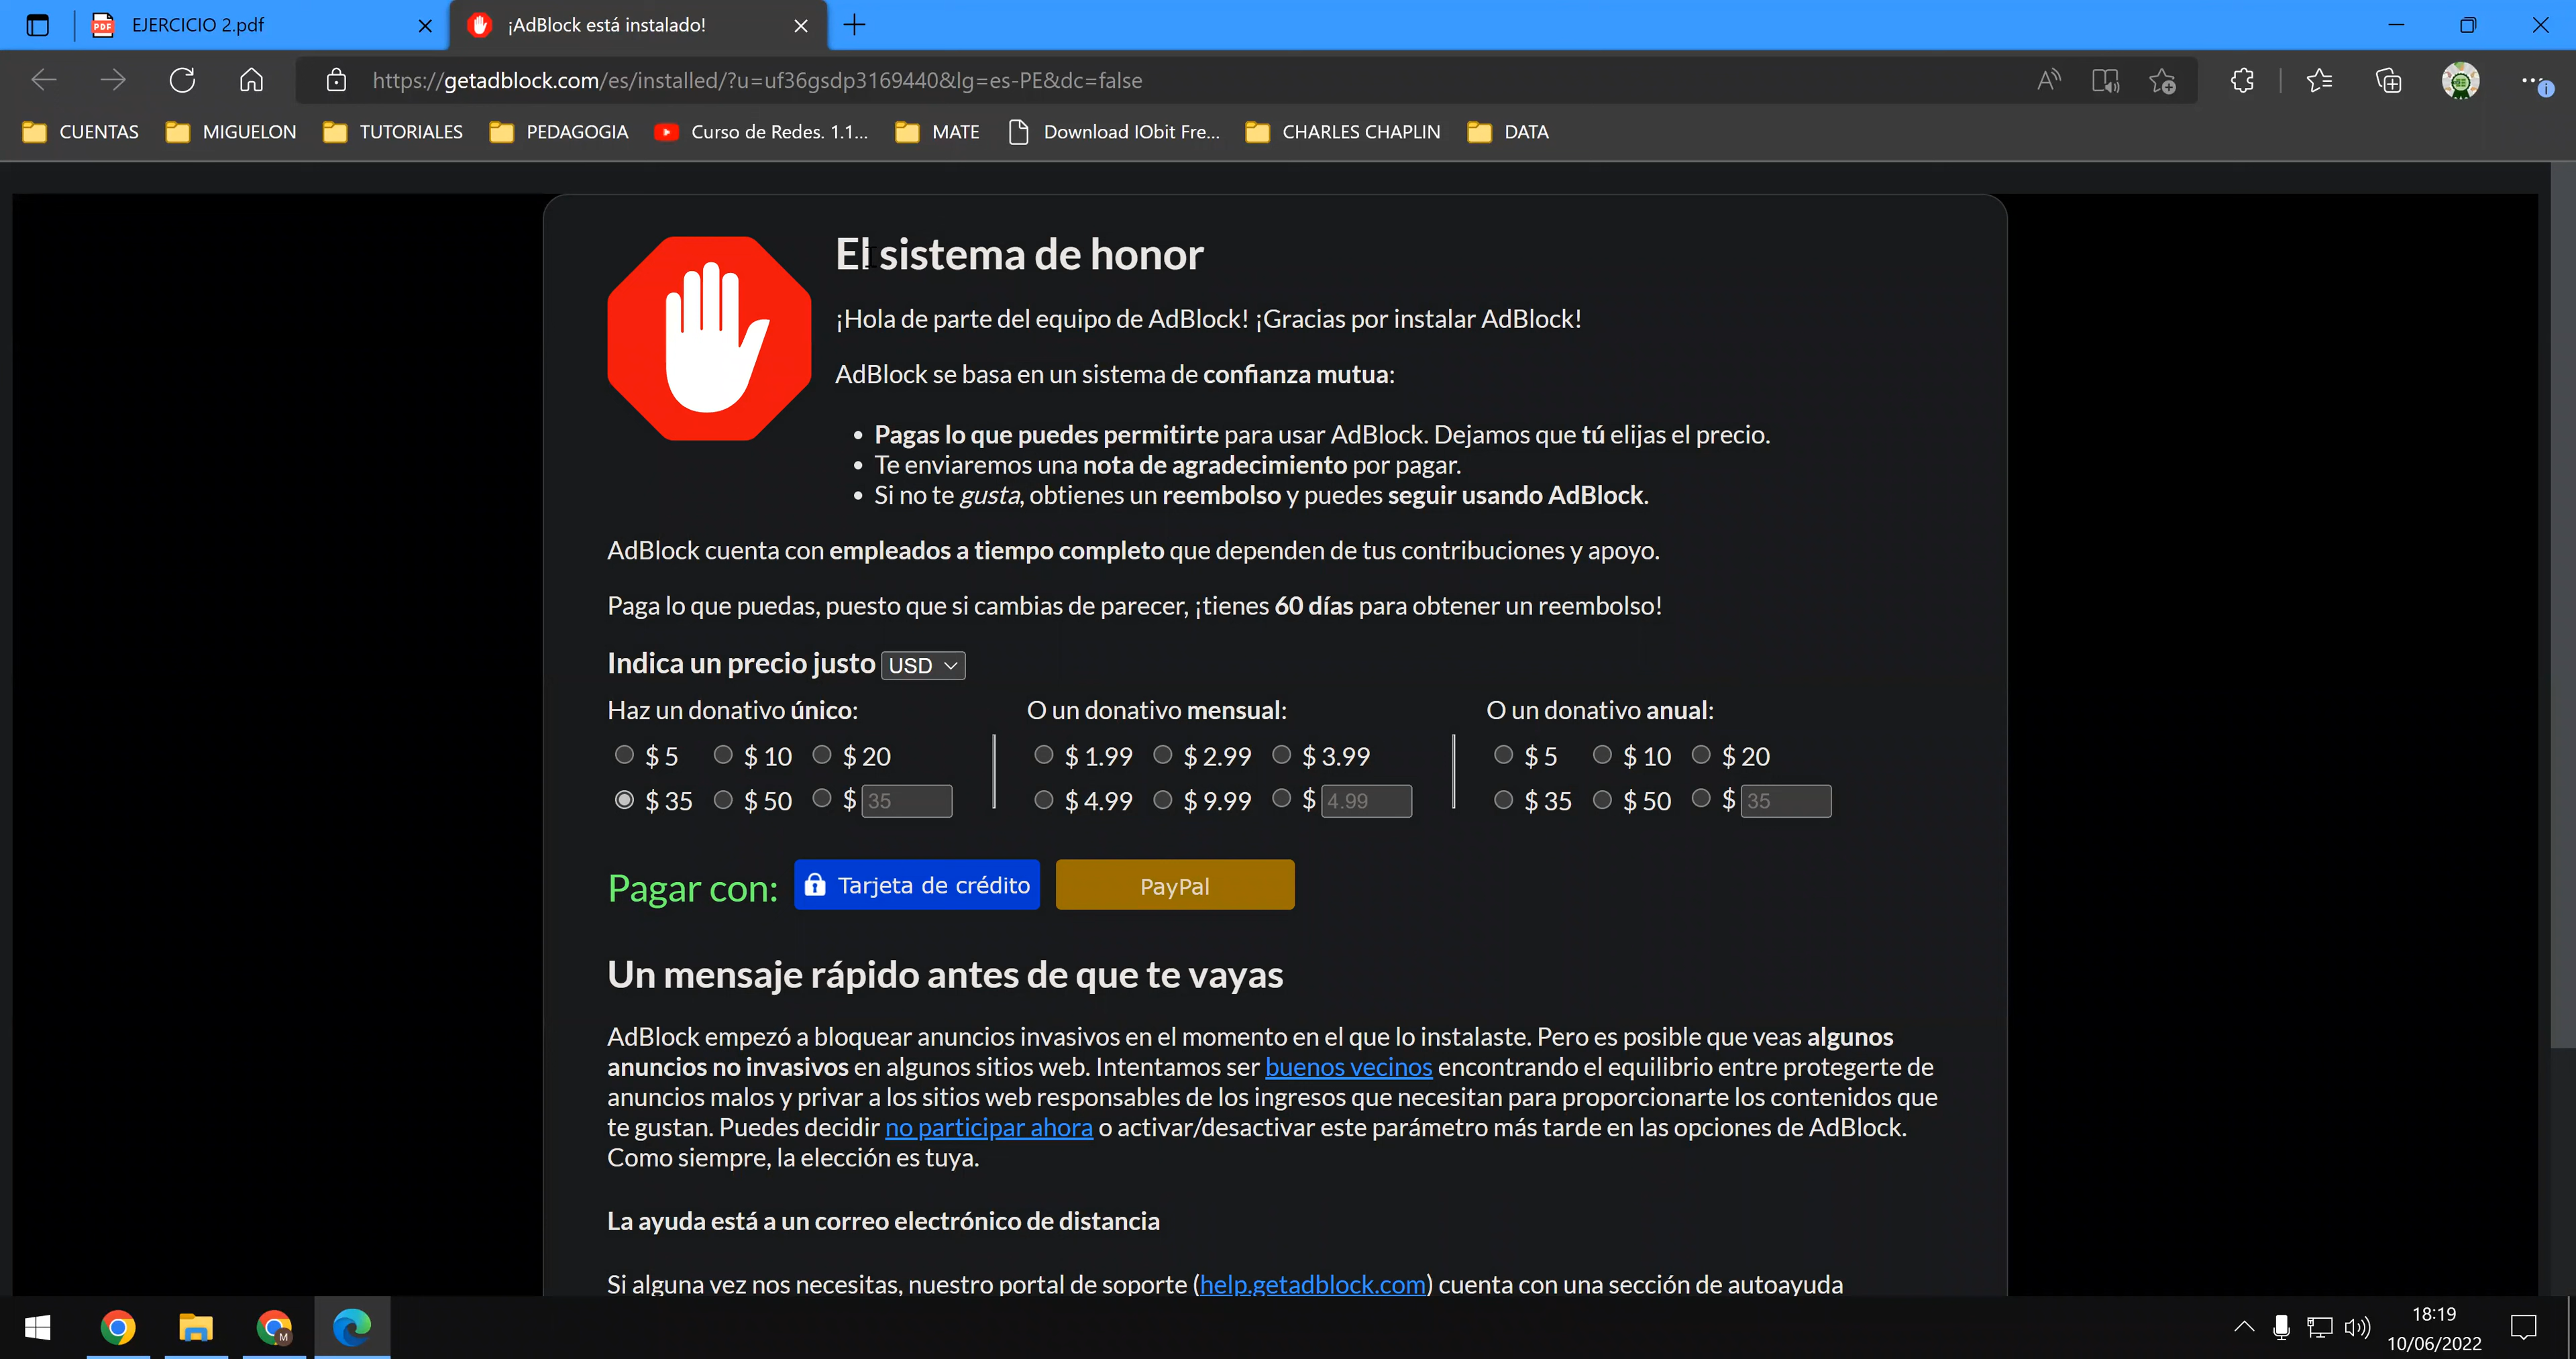 EJERCICIO 2.pdf
¡AdBlock está instalado!
https://getadblock.com/es/installed/?u=uf36gsdp3169440&lg=es-PE&dc=false
CUENTAS MIGUELON TUTORIALES PEDAGOGIA Curso de Redes. 1.1... MATE Download IObit Fre... CHARLES CHAPLIN DATA
El sistema de honor
¡Hola de parte del equipo de AdBlock! ¡Gracias por instalar AdBlock!
AdBlock se basa en un sistema de confianza mutua:
• Pagas lo que puedes permitirte para usar AdBlock. Dejamos que tú elijas el precio.
• Te enviaremos una nota de agradecimiento por pagar.
• Si no te gusta, obtienes un reembolso y puedes seguir usando AdBlock.
AdBlock cuenta con empleados a tiempo completo que dependen de tus contribuciones y apoyo.
Paga lo que puedas, puesto que si cambias de parecer, ¡tienes 60 días para obtener un reembolso!
Indica un precio justo USD
Haz un donativo único:
$ 5 $ 10 $ 20
$ 35 $ 50 $ 35
O un donativo mensual:
$ 1.99 $ 2.99 $ 3.99
$ 4.99 $ 9.99 $ 4.99
O un donativo anual:
$ 5 $ 10 $ 20
$ 35 $ 50 $ 35
Pagar con: Tarjeta de crédito PayPal
Un mensaje rápido antes de que te vayas
AdBlock empezó a bloquear anuncios invasivos en el momento en el que lo instalaste. Pero es posible que veas algunos
anuncios no invasivos en algunos sitios web. Intentamos ser buenos vecinos encontrando el equilibrio entre protegerte de
anuncios malos y privar a los sitios web responsables de los ingresos que necesitan para proporcionarte los contenidos que
te gustan. Puedes decidir no participar ahora o activar/desactivar este parámetro más tarde en las opciones de AdBlock.
Como siempre, la elección es tuya.
La ayuda está a un correo electrónico de distancia
Si alguna vez nos necesitas, nuestro portal de soporte (help.getadblock.com) cuenta con una sección de autoayuda
18:19
10/06/2022